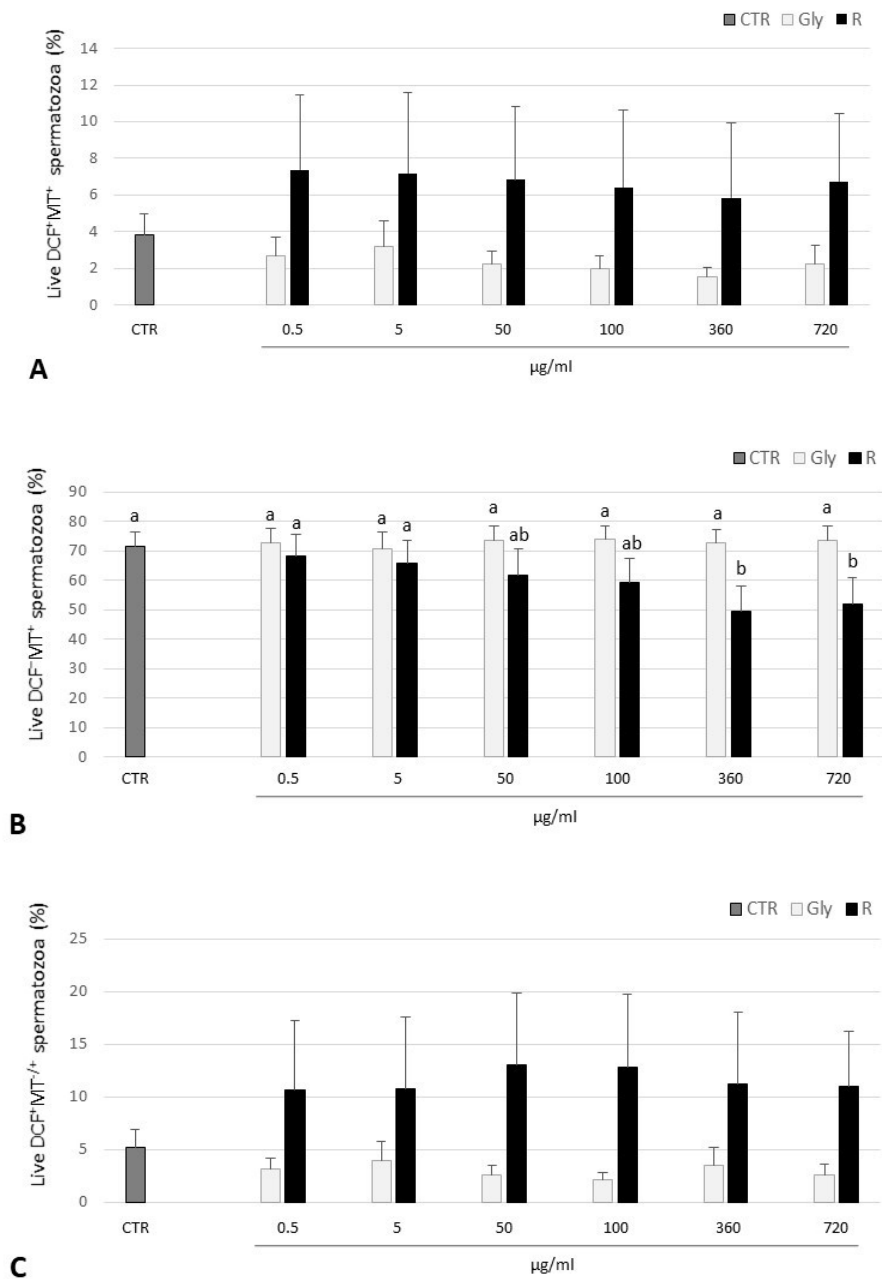 CTR Gly R
Live DCF⁺MT⁺ spermatozoa (%)
14
12
10
8
6
4
2
0
CTR 0.5 5 50 100 360 720
µg/ml
A
CTR Gly R
Live DCF⁻MT⁺ spermatozoa (%)
90
80
70
60
50
40
30
20
10
0
a a a a a a ab a ab a b a b
CTR 0.5 5 50 100 360 720
µg/ml
B
CTR Gly R
Live DCF⁺MT⁻/⁺ spermatozoa (%)
25
20
15
10
5
0
CTR 0.5 5 50 100 360 720
µg/ml
C